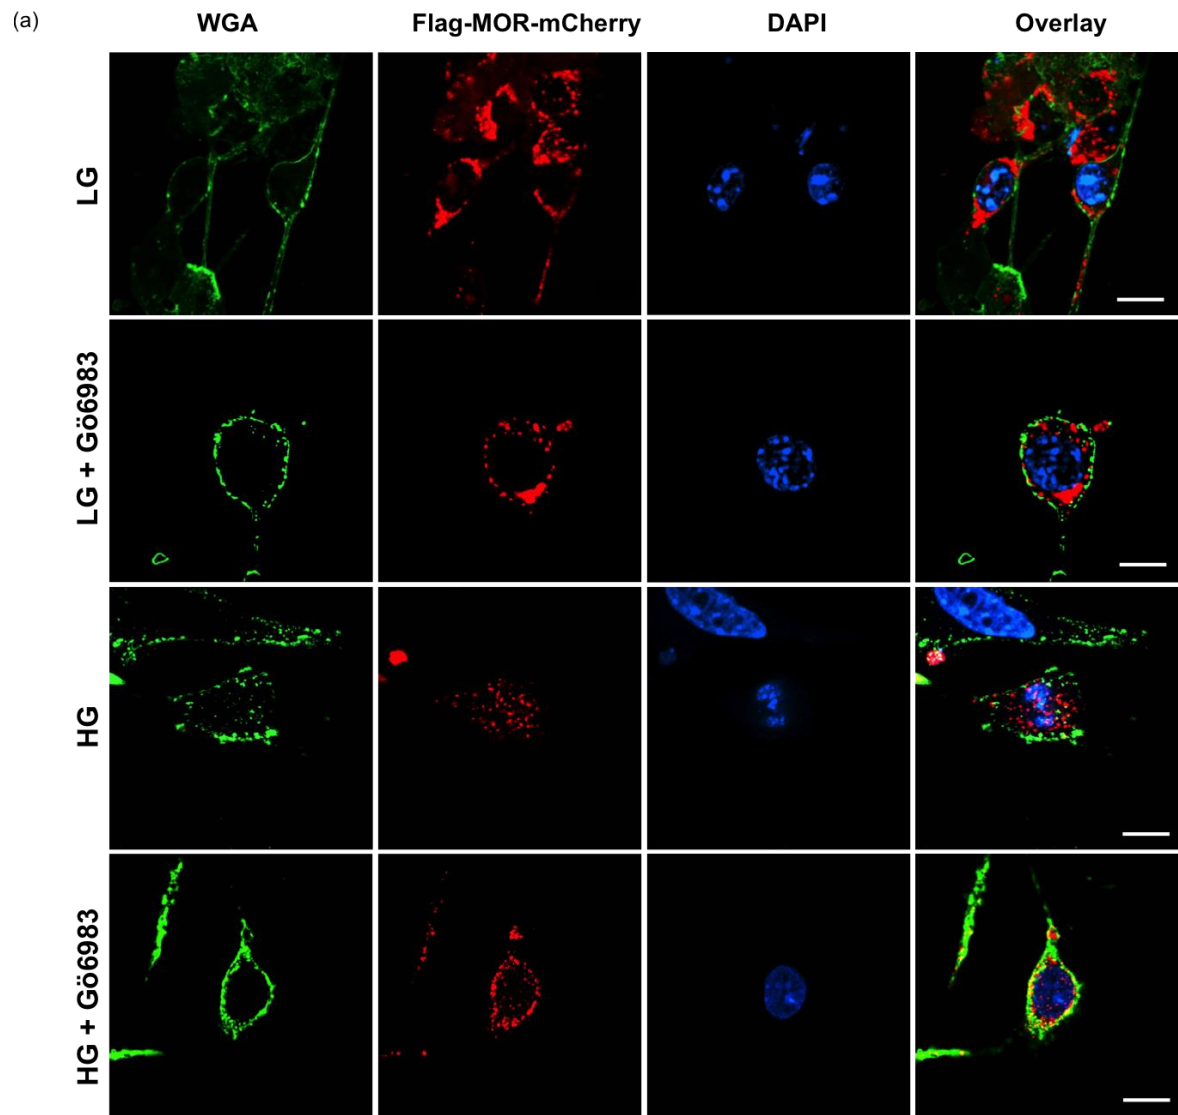 (a)
WGA Flag-MOR-mCherry DAPI Overlay
LG
LG + Gö6983
HG
HG + Gö6983